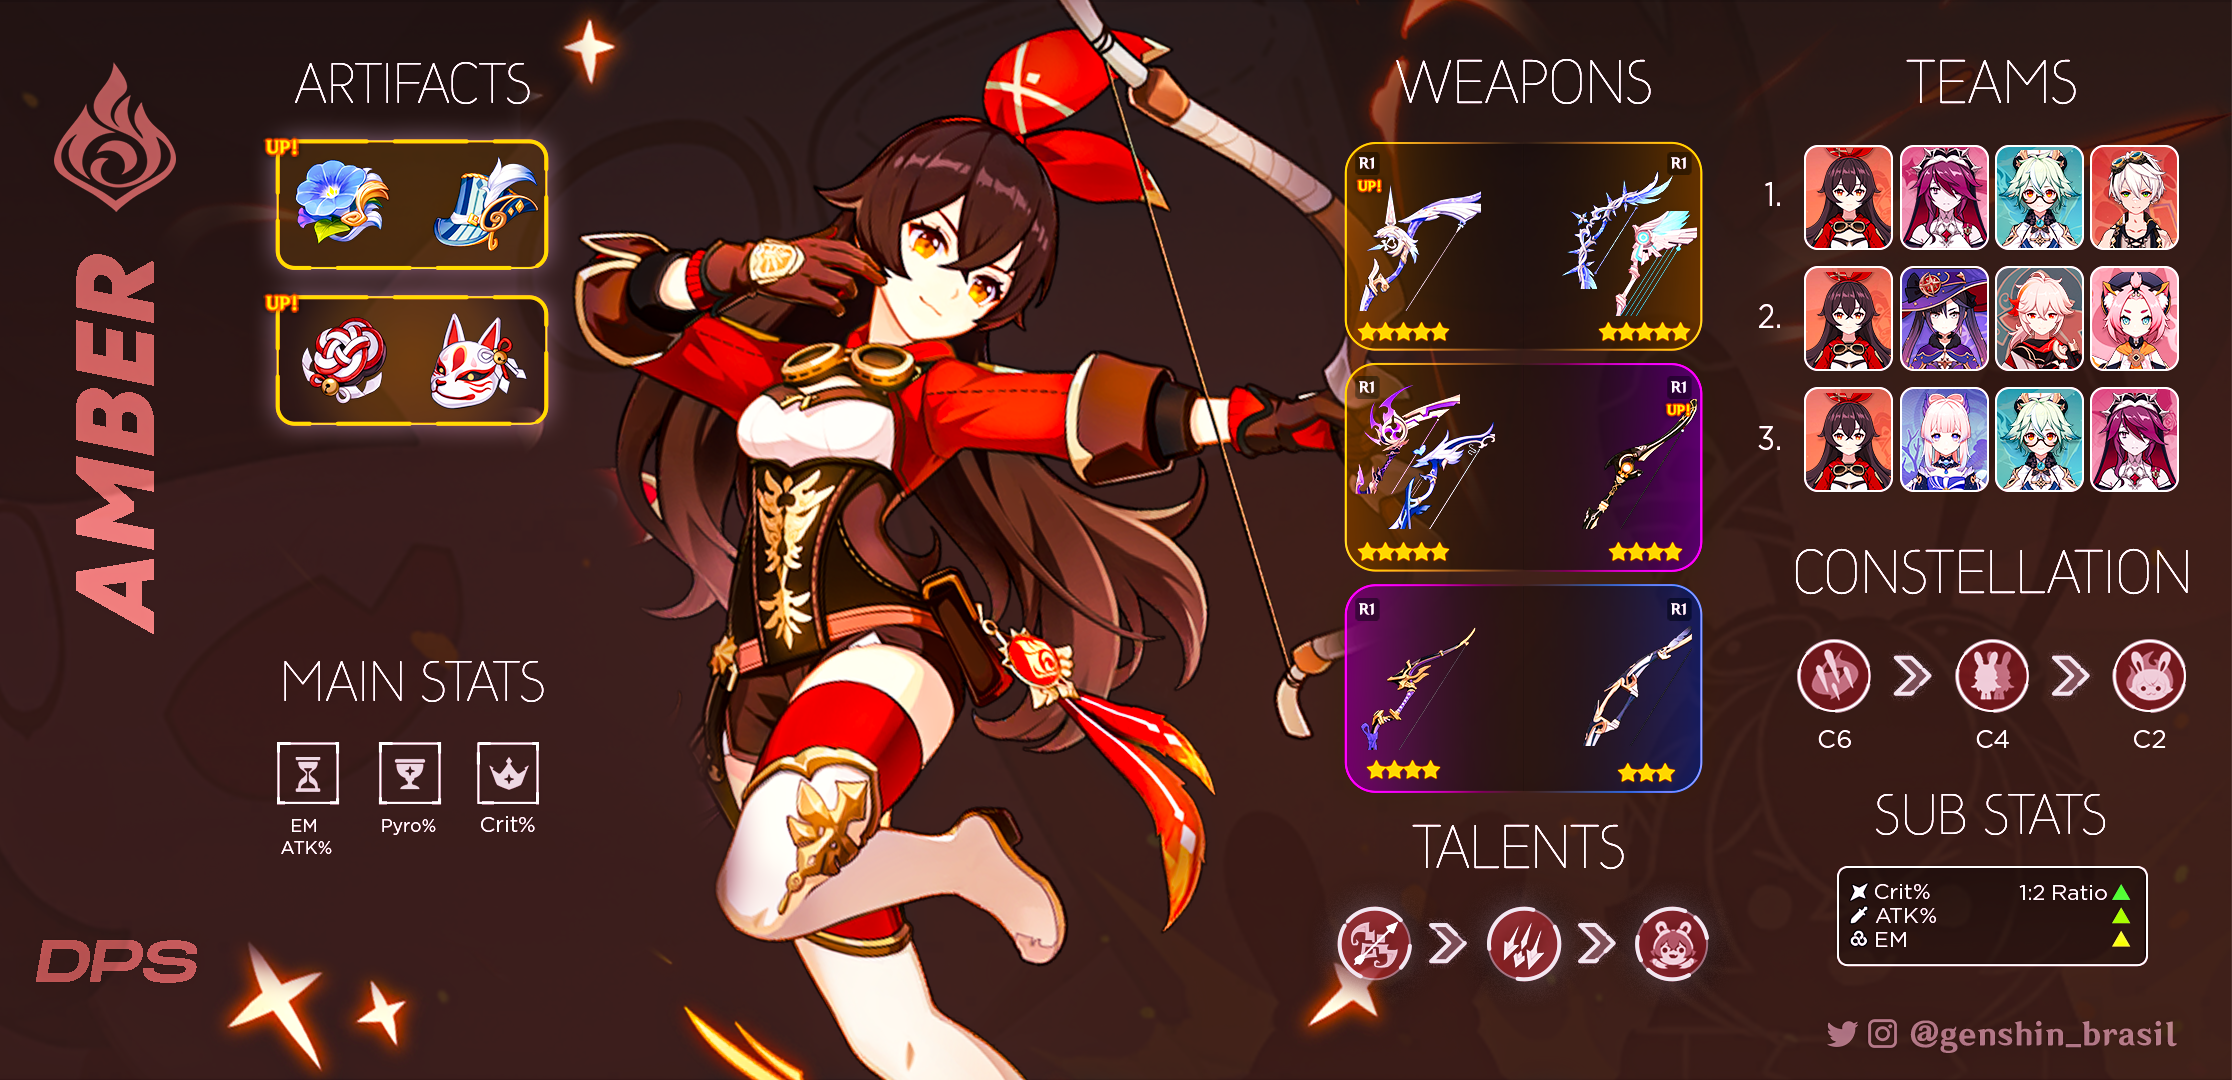 AMBER
DPS
ARTIFACTS
UP!
UP!
MAIN STATS
EM
ATK%
Pyro%
Crit%
WEAPONS
R1
UP!
R1
R1
R1
UP!
R1
R1
TALENTS
TEAMS
1.
2.
3.
CONSTELLATION
C6
C4
C2
SUB STATS
Crit% 1:2 Ratio
ATK%
EM
@genshin_brasil